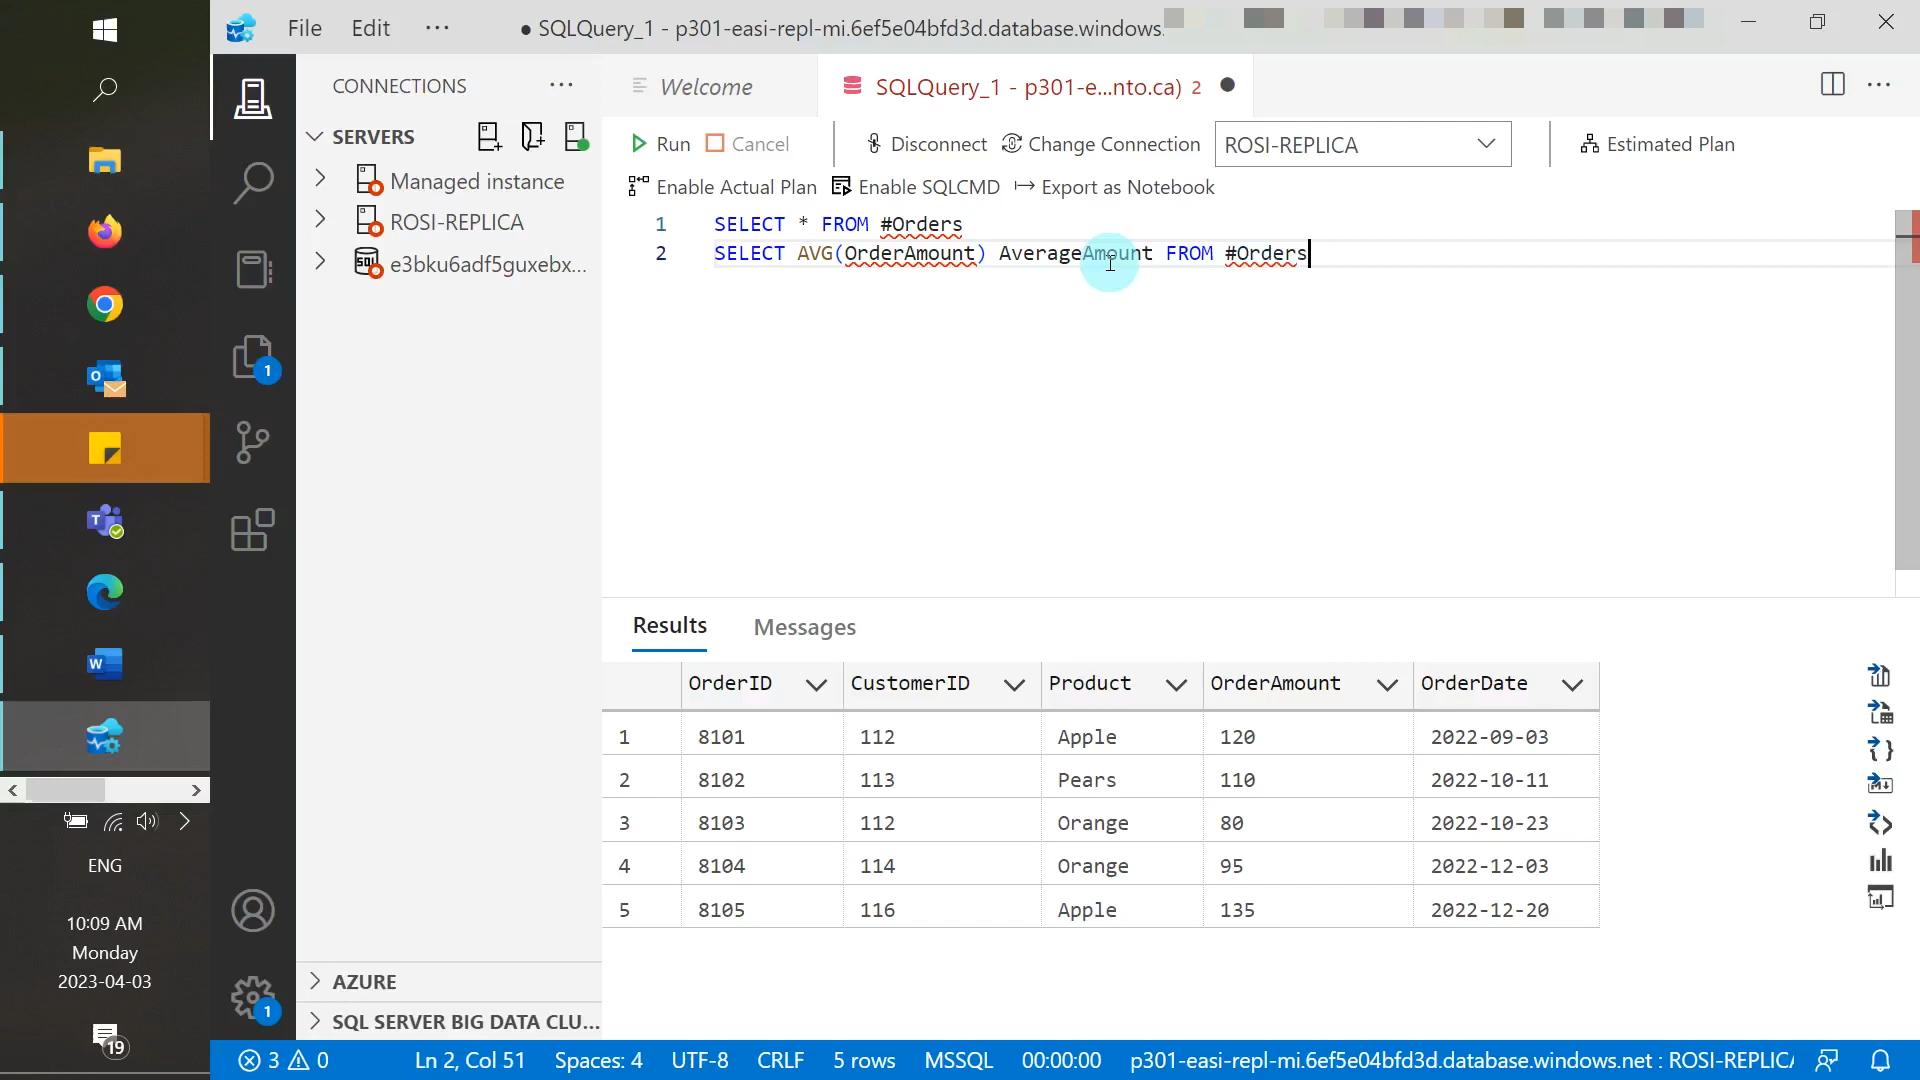 File Edit ··· ● SQLQuery_1 - p301-easi-repl-mi.6ef5e04bfd3d.database.windows.
CONNECTIONS ···
Welcome
SQLQuery_1 - p301-e...nto.ca) 2 ···
SERVERS
Managed instance
ROSI-REPLICA
SQL e3bku6adf5guxebx...
Run Cancel Disconnect Change Connection ROSI-REPLICA Estimated Plan
Enable Actual Plan Enable SQLCMD Export as Notebook
1 SELECT * FROM #Orders
2 SELECT AVG(OrderAmount) AverageAmount FROM #Orders
Results Messages
OrderID CustomerID Product OrderAmount OrderDate
1 8101 112 Apple 120 2022-09-03
2 8102 113 Pears 110 2022-10-11
3 8103 112 Orange 80 2022-10-23
4 8104 114 Orange 95 2022-12-03
5 8105 116 Apple 135 2022-12-20
1
1
AZURE
SQL SERVER BIG DATA CLU...
ENG
10:09 AM
Monday
2023-04-03
19
3 0 Ln 2, Col 51 Spaces: 4 UTF-8 CRLF 5 rows MSSQL 00:00:00 p301-easi-repl-mi.6ef5e04bfd3d.database.windows.net : ROSI-REPLICA